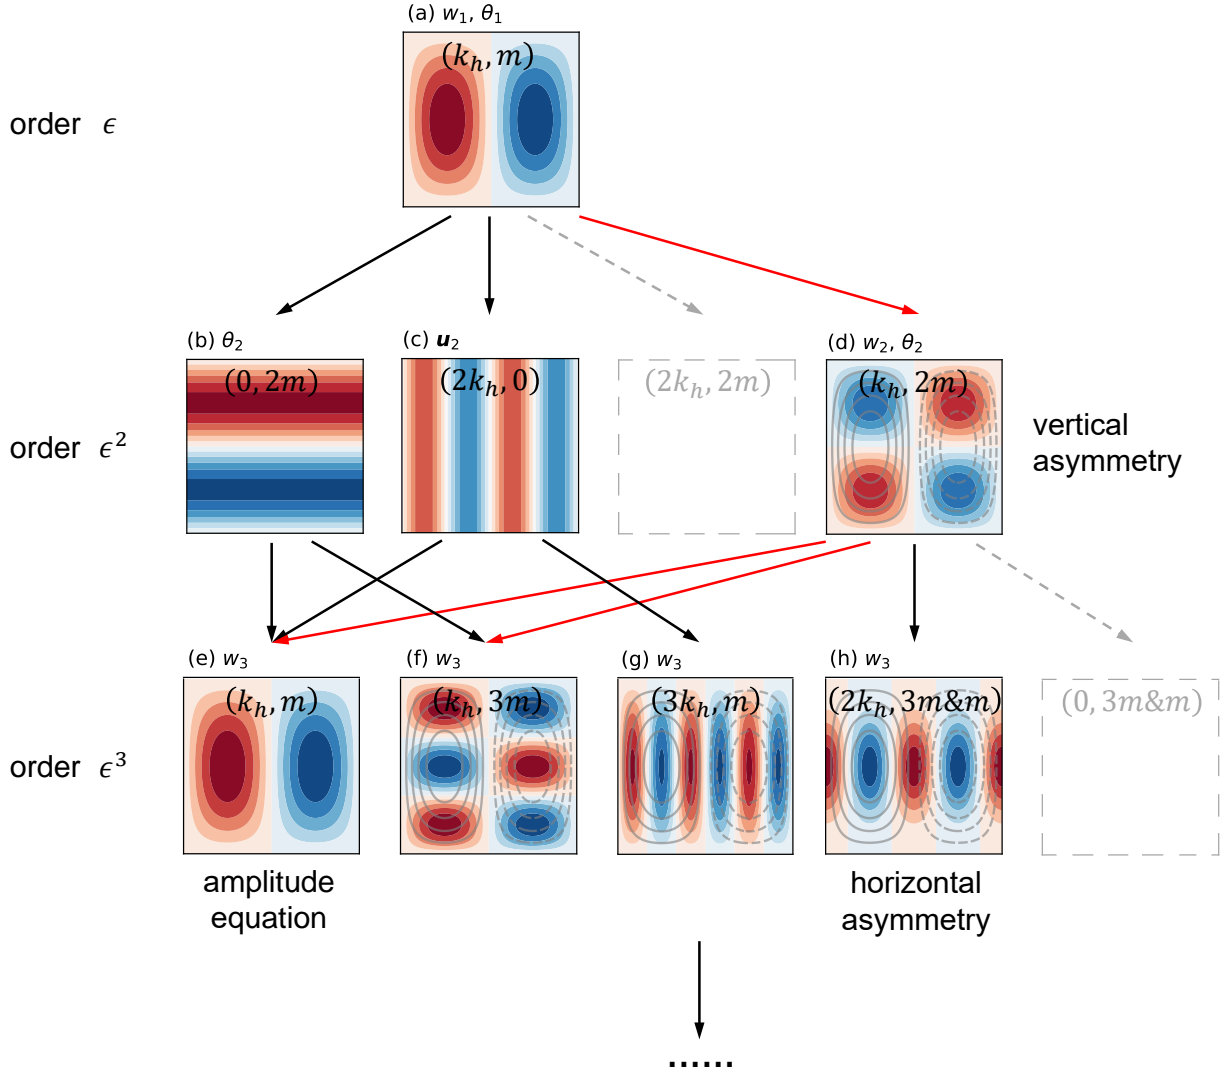 (a) w₁, θ₁
(k_h, m)
order ϵ
(b) θ₂
(c) u₂
(d) w₂, θ₂
(0, 2m)
(2k_h, 0)
(2k_h, 2m)
(k_h, 2m)
order ϵ²
vertical
asymmetry
(e) w₃
(f) w₃
(g) w₃
(h) w₃
(k_h, m)
(k_h, 3m)
(3k_h, m)
(2k_h, 3m&m)
(0, 3m&m)
order ϵ³
amplitude
equation
horizontal
asymmetry
......